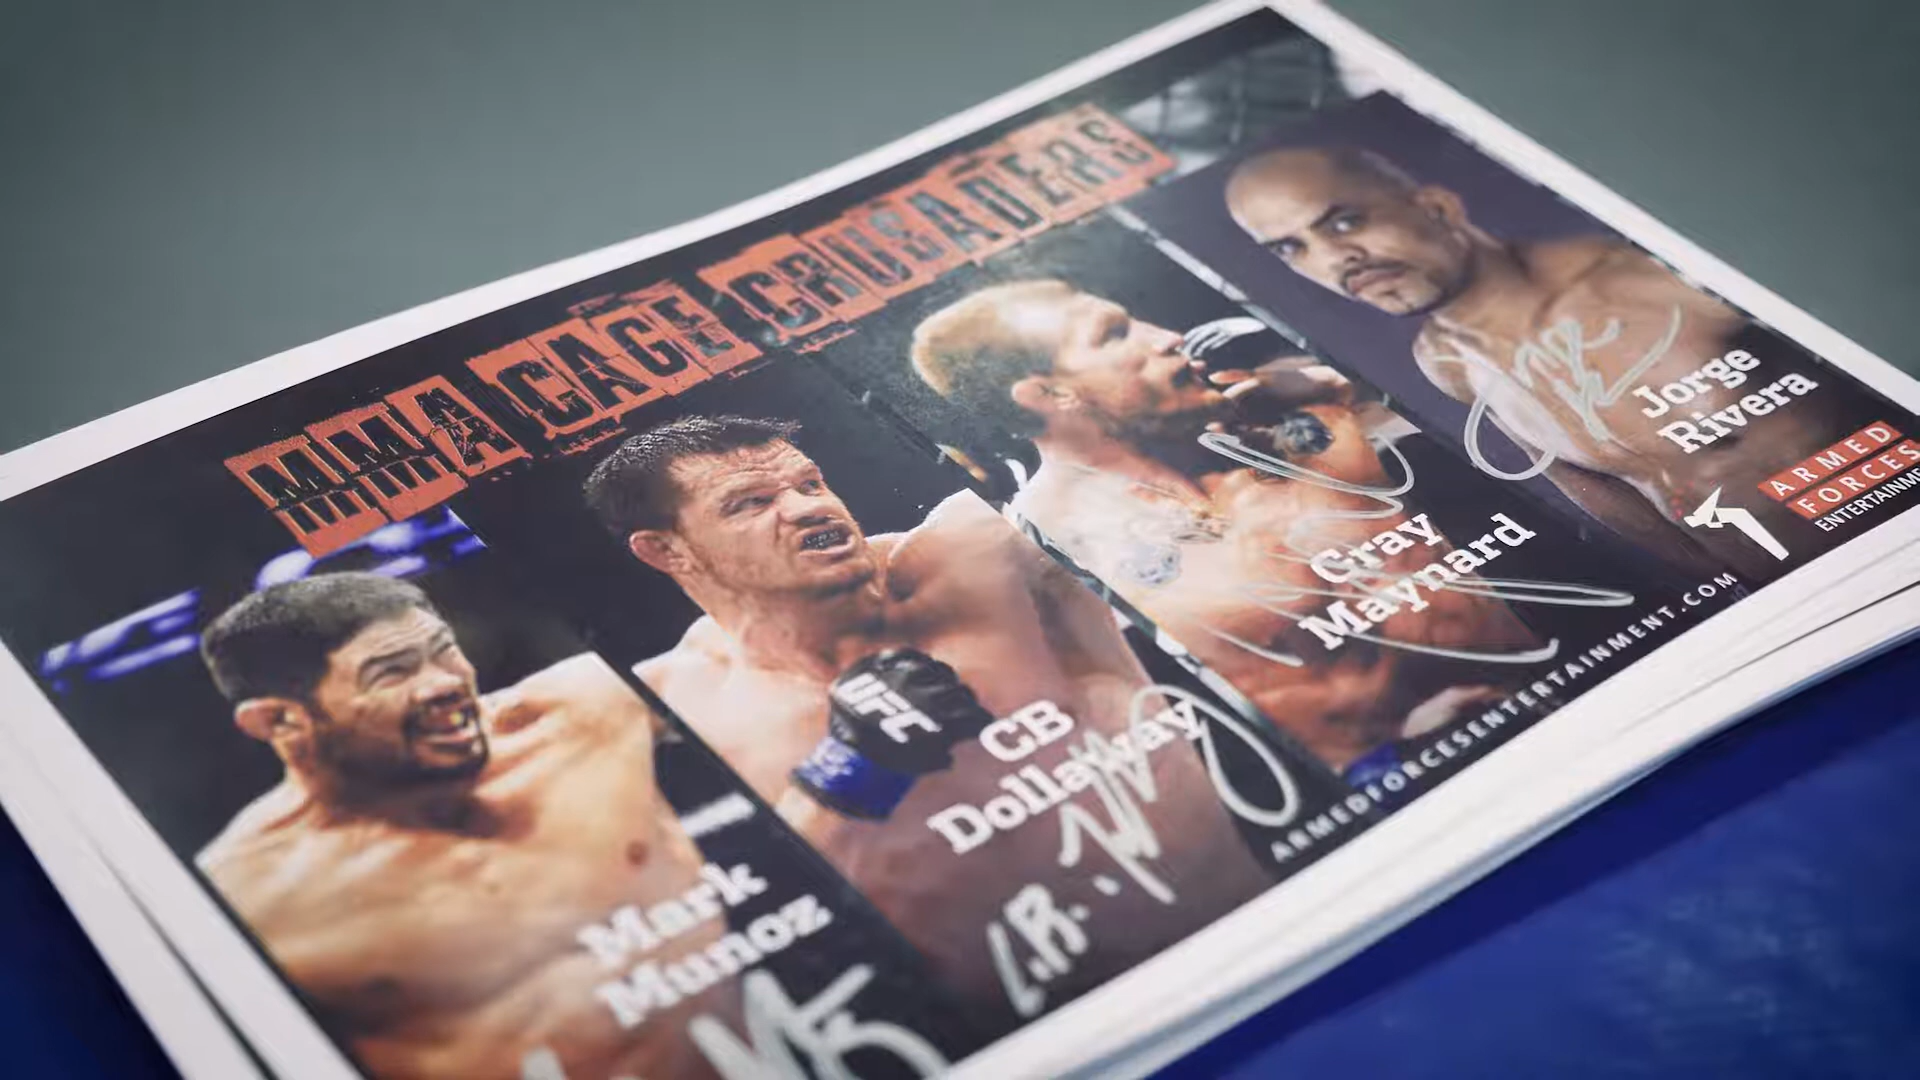 MMA CAGE CRUSADERS
Mark
Munoz
CB
Dollaway
Gray
Maynard
Jorge
Rivera
UFC
ARMED
FORCES
ENTERTAINME
ARMEDFORCESENTERTAINMENT.COM